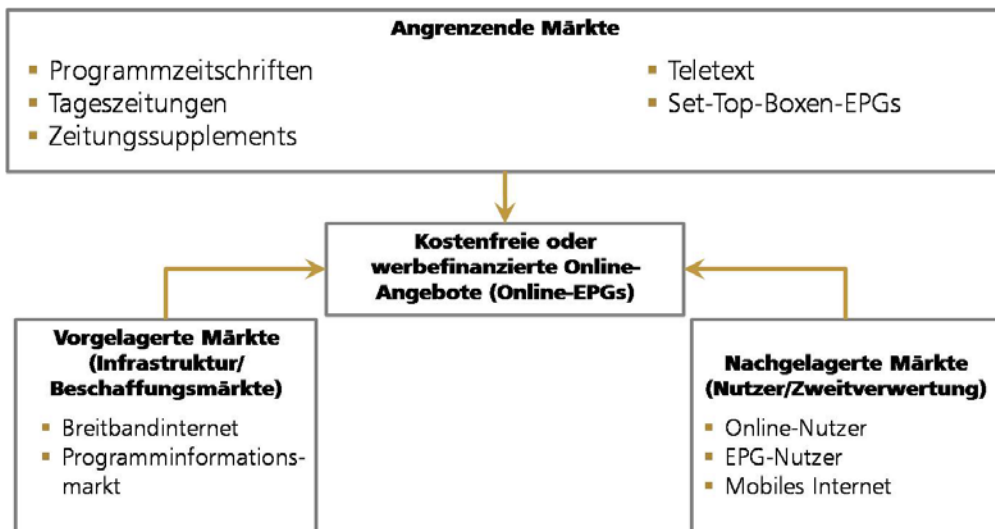 Angrenzende Märkte
Programmzeitschriften
Tageszeitungen
Zeitungssupplements
Teletext
Set-Top-Boxen-EPGs
Kostenfreie oder
werbefinanzierte Online-
Angebote (Online-EPGs)
Vorgelagerte Märkte
(Infrastruktur/
Beschaffungsmärkte)
Breitbandinternet
Programminformations-
markt
Nachgelagerte Märkte
(Nutzer/Zweitverwertung)
Online-Nutzer
EPG-Nutzer
Mobiles Internet